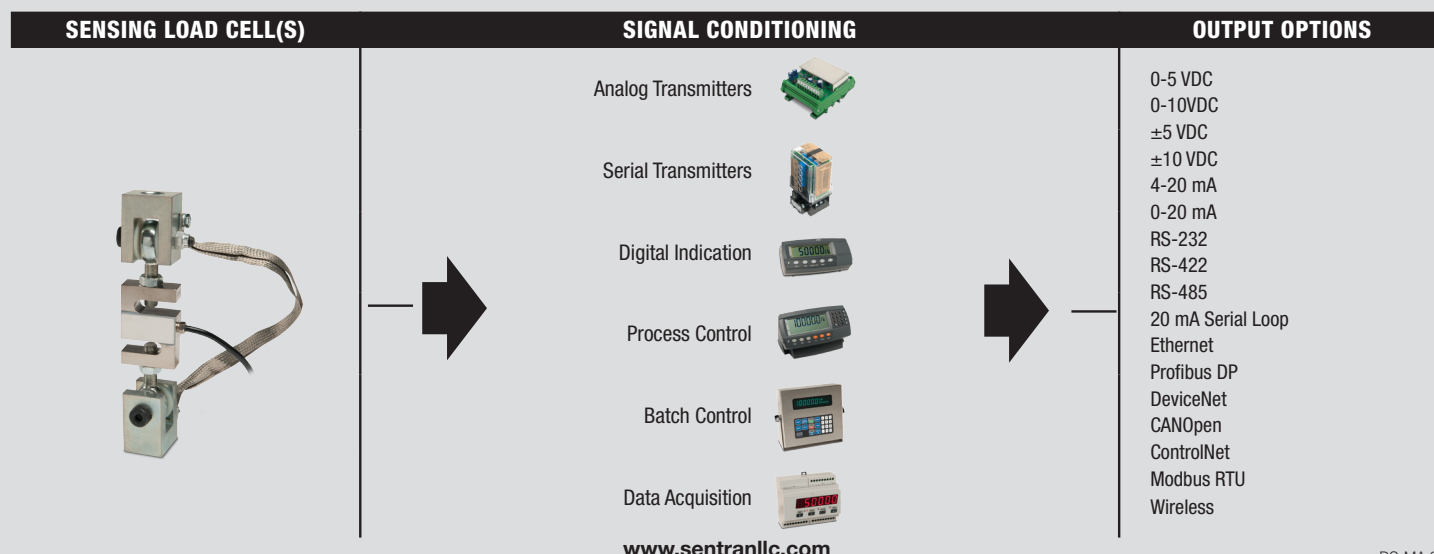 SENSING LOAD CELL(S)
SIGNAL CONDITIONING
OUTPUT OPTIONS
Analog Transmitters
Serial Transmitters
Digital Indication
Process Control
Batch Control
Data Acquisition
0-5 VDC
0-10VDC
±5 VDC
±10 VDC
4-20 mA
0-20 mA
RS-232
RS-422
RS-485
20 mA Serial Loop
Ethernet
Profibus DP
DeviceNet
CANOpen
ControlNet
Modbus RTU
Wireless
www.sentranllc.com